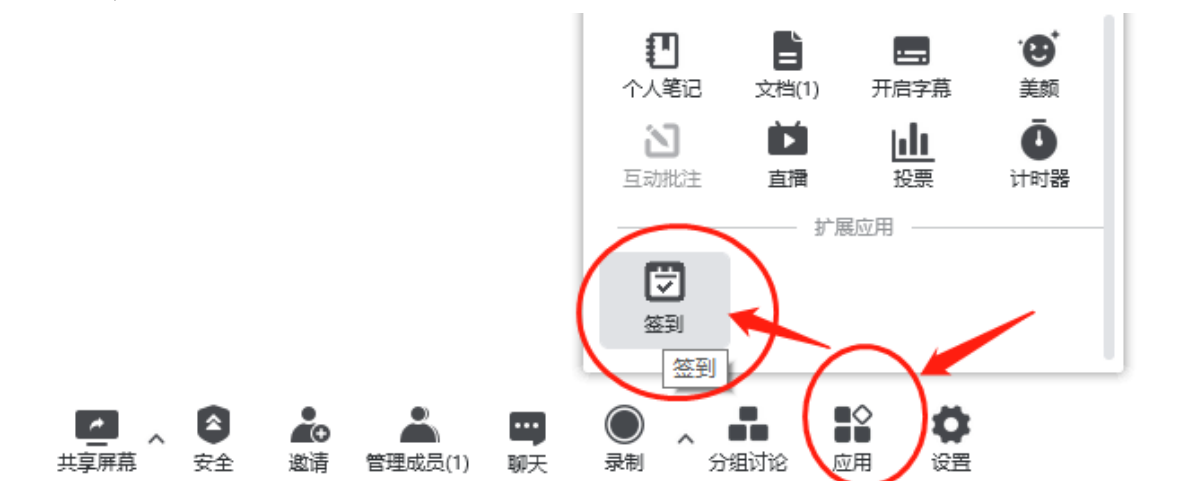 个人笔记 文档(1) 开启字幕 美颜
互动批注 直播 投票 计时器
扩展应用
签到
签到
共享屏幕 安全 邀请 管理成员(1) 聊天 录制 分组讨论 应用 设置